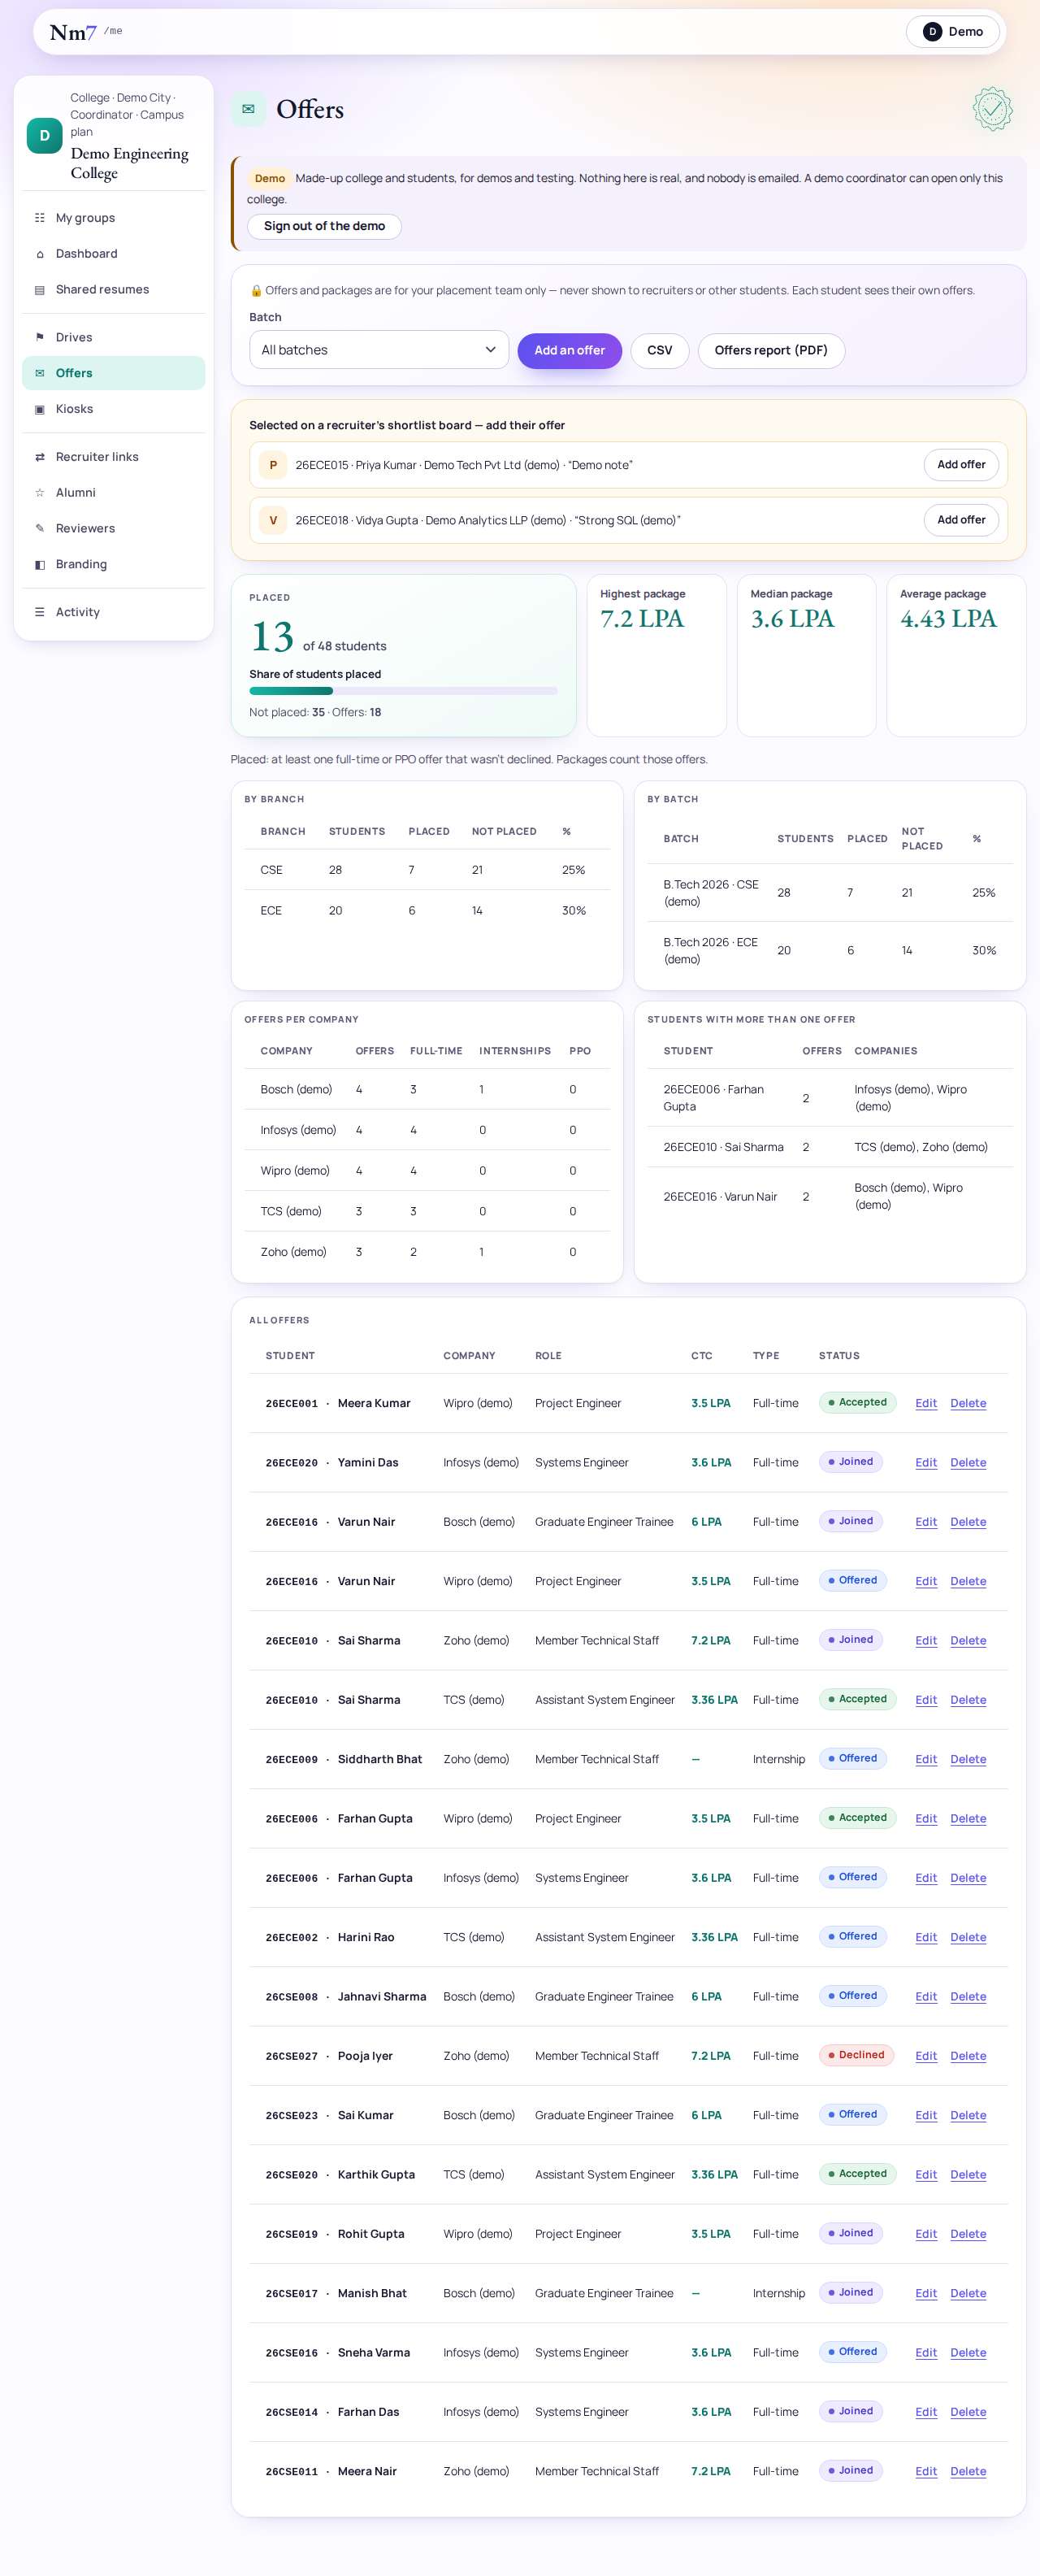 Nm7 /me
D Demo
D
College · Demo City ·
Coordinator · Campus
plan
Demo Engineering
College
My groups
Dashboard
Shared resumes
Drives
Offers
Kiosks
Recruiter links
Alumni
Reviewers
Branding
Activity
Offers
Demo Made-up college and students, for demos and testing. Nothing here is real, and nobody is emailed. A demo coordinator can open only this
college.
Sign out of the demo
🔒 Offers and packages are for your placement team only — never shown to recruiters or other students. Each student sees their own offers.
Batch
All batches
Add an offer
CSV
Offers report (PDF)
Selected on a recruiter's shortlist board — add their offer
P 26ECE015 · Priya Kumar · Demo Tech Pvt Ltd (demo) · “Demo note” Add offer
V 26ECE018 · Vidya Gupta · Demo Analytics LLP (demo) · “Strong SQL (demo)” Add offer
PLACED
13 of 48 students
Share of students placed
Not placed: 35 · Offers: 18
Highest package
7.2 LPA
Median package
3.6 LPA
Average package
4.43 LPA
Placed: at least one full-time or PPO offer that wasn't declined. Packages count those offers.
BY BRANCH
BRANCH STUDENTS PLACED NOT PLACED %
CSE 28 7 21 25%
ECE 20 6 14 30%
BY BATCH
BATCH STUDENTS PLACED NOT PLACED %
B.Tech 2026 · CSE (demo) 28 7 21 25%
B.Tech 2026 · ECE (demo) 20 6 14 30%
OFFERS PER COMPANY
COMPANY OFFERS FULL-TIME INTERNSHIPS PPO
Bosch (demo) 4 3 1 0
Infosys (demo) 4 4 0 0
Wipro (demo) 4 4 0 0
TCS (demo) 3 3 0 0
Zoho (demo) 3 2 1 0
STUDENTS WITH MORE THAN ONE OFFER
STUDENT OFFERS COMPANIES
26ECE006 · Farhan Gupta 2 Infosys (demo), Wipro (demo)
26ECE010 · Sai Sharma 2 TCS (demo), Zoho (demo)
26ECE016 · Varun Nair 2 Bosch (demo), Wipro (demo)
ALL OFFERS
STUDENT COMPANY ROLE CTC TYPE STATUS
26ECE001 · Meera Kumar Wipro (demo) Project Engineer 3.5 LPA Full-time Accepted Edit Delete
26ECE020 · Yamini Das Infosys (demo) Systems Engineer 3.6 LPA Full-time Joined Edit Delete
26ECE016 · Varun Nair Bosch (demo) Graduate Engineer Trainee 6 LPA Full-time Joined Edit Delete
26ECE016 · Varun Nair Wipro (demo) Project Engineer 3.5 LPA Full-time Offered Edit Delete
26ECE010 · Sai Sharma Zoho (demo) Member Technical Staff 7.2 LPA Full-time Joined Edit Delete
26ECE010 · Sai Sharma TCS (demo) Assistant System Engineer 3.36 LPA Full-time Accepted Edit Delete
26ECE009 · Siddharth Bhat Zoho (demo) Member Technical Staff — Internship Offered Edit Delete
26ECE006 · Farhan Gupta Wipro (demo) Project Engineer 3.5 LPA Full-time Accepted Edit Delete
26ECE006 · Farhan Gupta Infosys (demo) Systems Engineer 3.6 LPA Full-time Offered Edit Delete
26ECE002 · Harini Rao TCS (demo) Assistant System Engineer 3.36 LPA Full-time Offered Edit Delete
26CSE008 · Jahnavi Sharma Bosch (demo) Graduate Engineer Trainee 6 LPA Full-time Offered Edit Delete
26CSE027 · Pooja Iyer Zoho (demo) Member Technical Staff 7.2 LPA Full-time Declined Edit Delete
26CSE023 · Sai Kumar Bosch (demo) Graduate Engineer Trainee 6 LPA Full-time Offered Edit Delete
26CSE020 · Karthik Gupta TCS (demo) Assistant System Engineer 3.36 LPA Full-time Accepted Edit Delete
26CSE019 · Rohit Gupta Wipro (demo) Project Engineer 3.5 LPA Full-time Joined Edit Delete
26CSE017 · Manish Bhat Bosch (demo) Graduate Engineer Trainee — Internship Joined Edit Delete
26CSE016 · Sneha Varma Infosys (demo) Systems Engineer 3.6 LPA Full-time Offered Edit Delete
26CSE014 · Farhan Das Infosys (demo) Systems Engineer 3.6 LPA Full-time Joined Edit Delete
26CSE011 · Meera Nair Zoho (demo) Member Technical Staff 7.2 LPA Full-time Joined Edit Delete